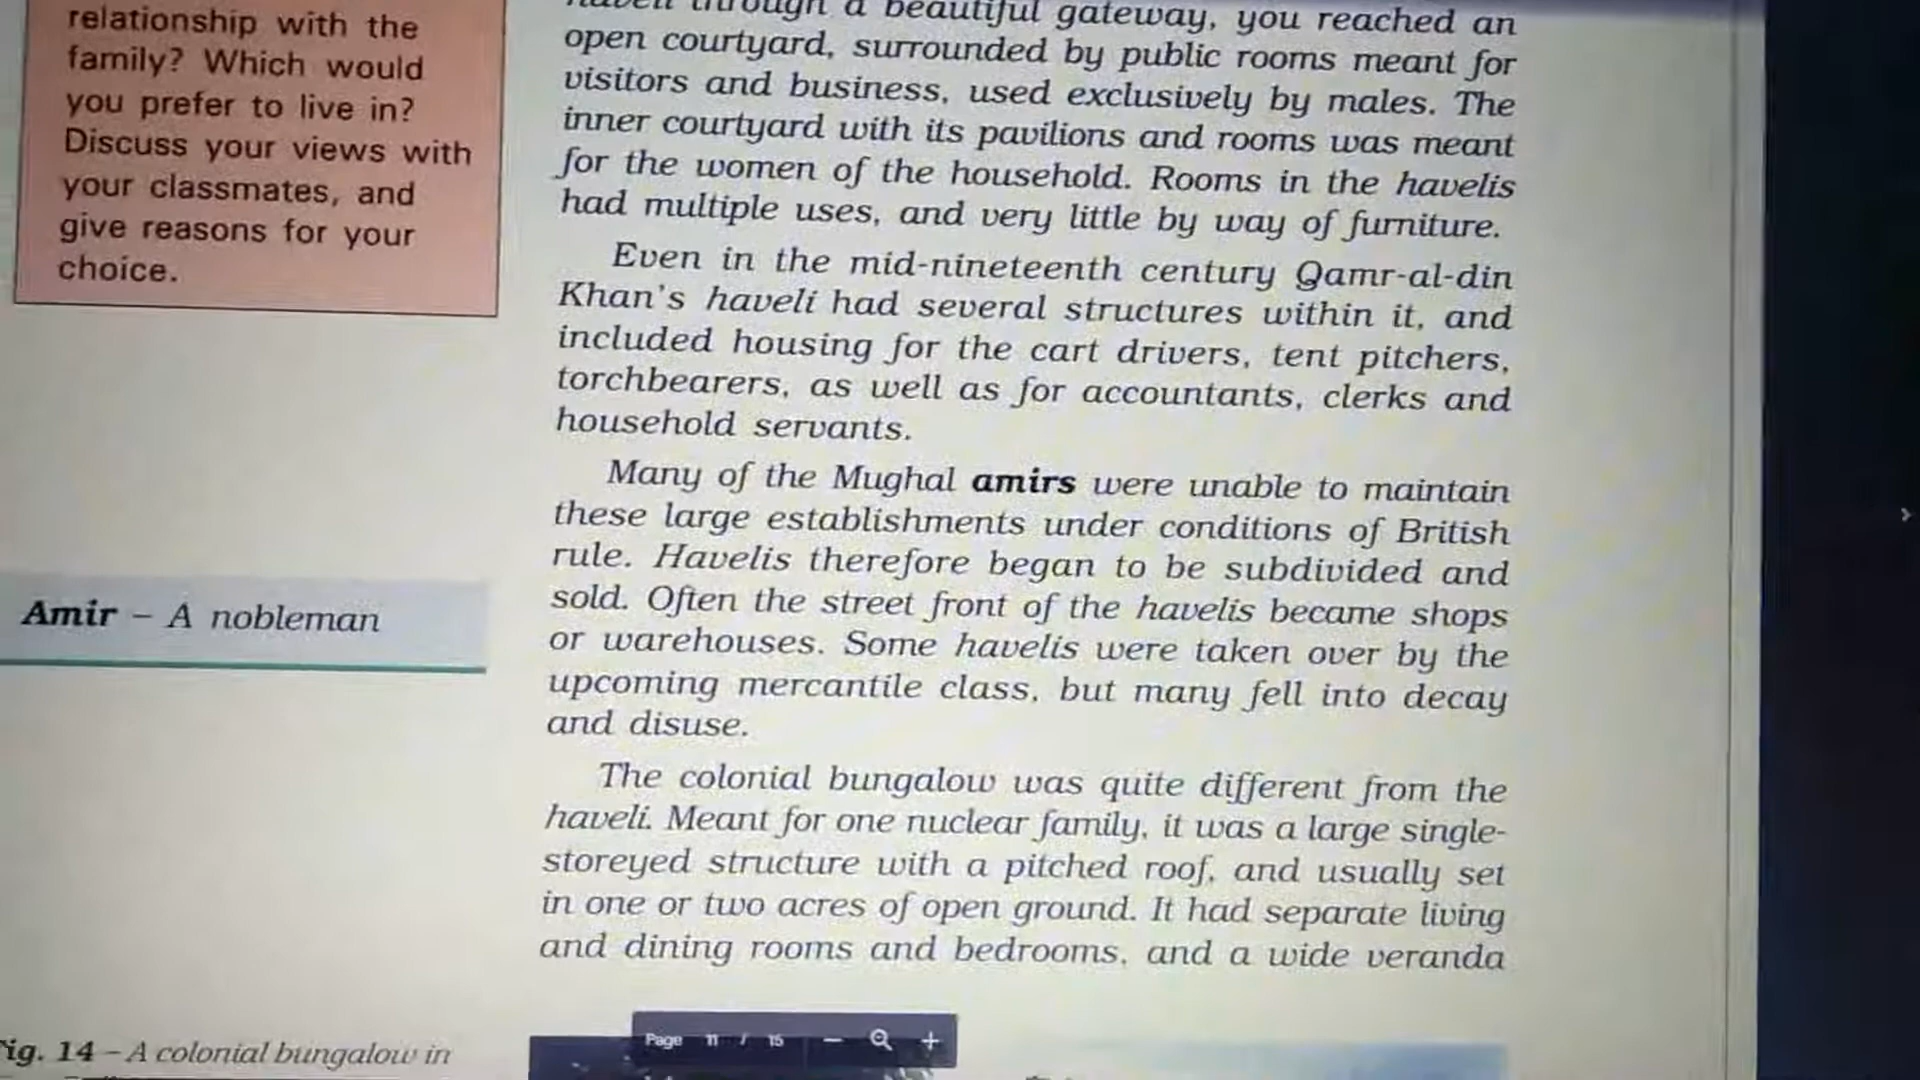 relationship with the
family? Which would
you prefer to live in?
Discuss your views with
your classmates, and
give reasons for your
choice.
Amir – A nobleman
haveli through a beautiful gateway, you reached an
open courtyard, surrounded by public rooms meant for
visitors and business, used exclusively by males. The
inner courtyard with its pavilions and rooms was meant
for the women of the household. Rooms in the havelis
had multiple uses, and very little by way of furniture.
Even in the mid-nineteenth century Qamr-al-din
Khan's haveli had several structures within it, and
included housing for the cart drivers, tent pitchers,
torchbearers, as well as for accountants, clerks and
household servants.
Many of the Mughal amirs were unable to maintain
these large establishments under conditions of British
rule. Havelis therefore began to be subdivided and
sold. Often the street front of the havelis became shops
or warehouses. Some havelis were taken over by the
upcoming mercantile class, but many fell into decay
and disuse.
The colonial bungalow was quite different from the
haveli. Meant for one nuclear family, it was a large single-
storeyed structure with a pitched roof, and usually set
in one or two acres of open ground. It had separate living
and dining rooms and bedrooms, and a wide veranda
ig. 14 – A colonial bungalow in
Page 11 / 15